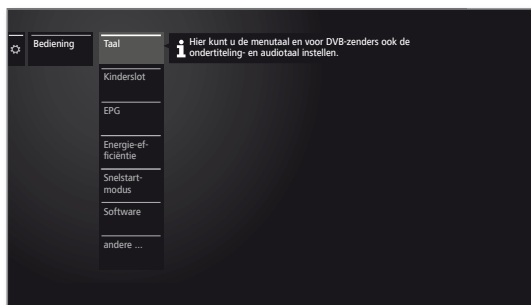 Bediening
Taal
Hier kunt u de menutaal en voor DVB-zenders ook de
ondertiteling- en audiotaal instellen.
Kinderslot
EPG
Energie-ef-
ficiëntie
Snelstart-
modus
Software
andere ...